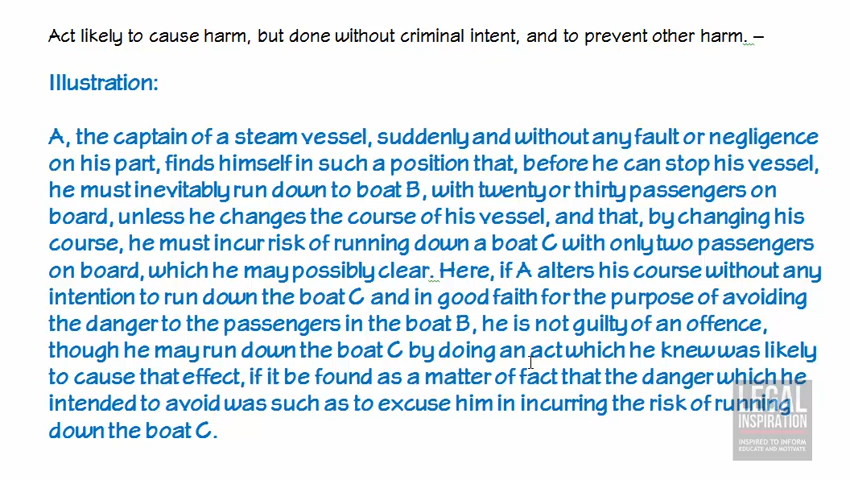 Act likely to cause harm, but done without criminal intent, and to prevent other harm. –
Illustration:
A, the captain of a steam vessel, suddenly and without any fault or negligence
on his part, finds himself in such a position that, before he can stop his vessel,
he must inevitably run down to boat B, with twenty or thirty passengers on
board, unless he changes the course of his vessel, and that, by changing his
course, he must incur risk of running down a boat C with only two passengers
on board, which he may possibly clear. Here, if A alters his course without any
intention to run down the boat C and in good faith for the purpose of avoiding
the danger to the passengers in the boat B, he is not guilty of an offence,
though he may run down the boat C by doing an act which he knew was likely
to cause that effect, if it be found as a matter of fact that the danger which he
intended to avoid was such as to excuse him in incurring the risk of running
down the boat C.
LEGAL
INSPIRATION
INSPIRED TO INFORM
EDUCATE AND MOTIVATE